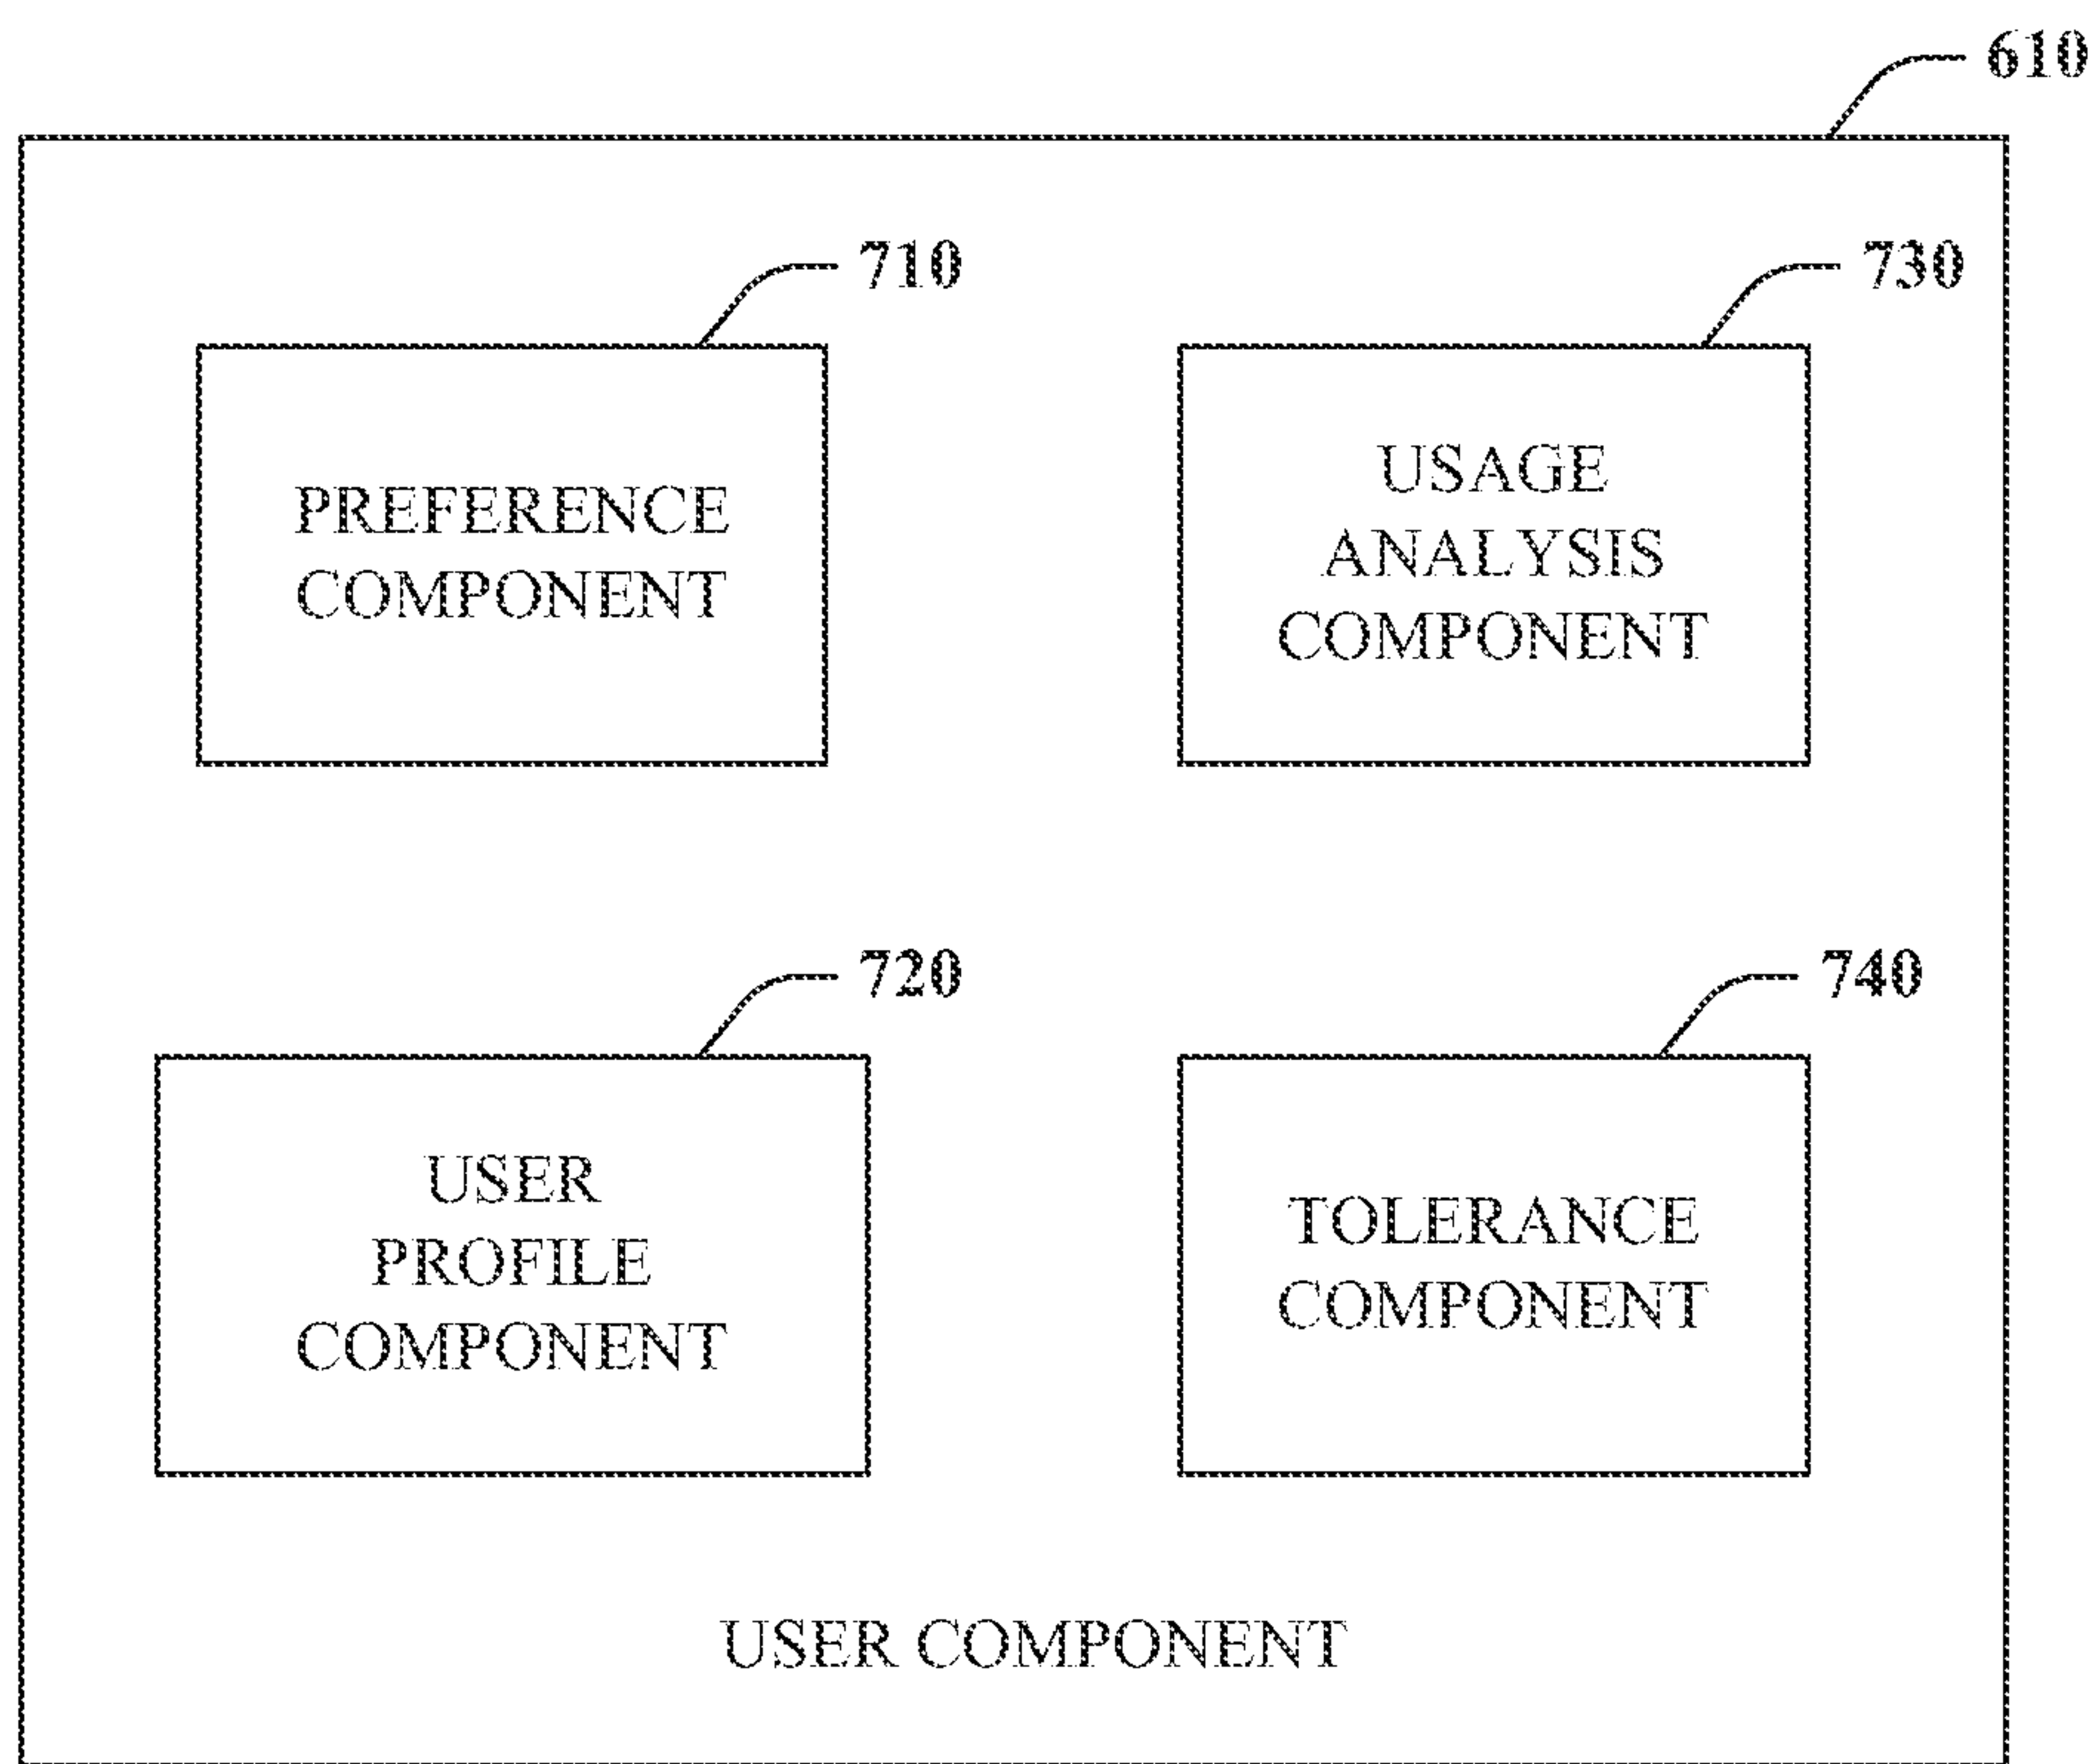 610
710
PREFERENCE
COMPONENT
730
USAGE
ANALYSIS
COMPONENT
720
USER
PROFILE
COMPONENT
740
TOLERANCE
COMPONENT
USER COMPONENT